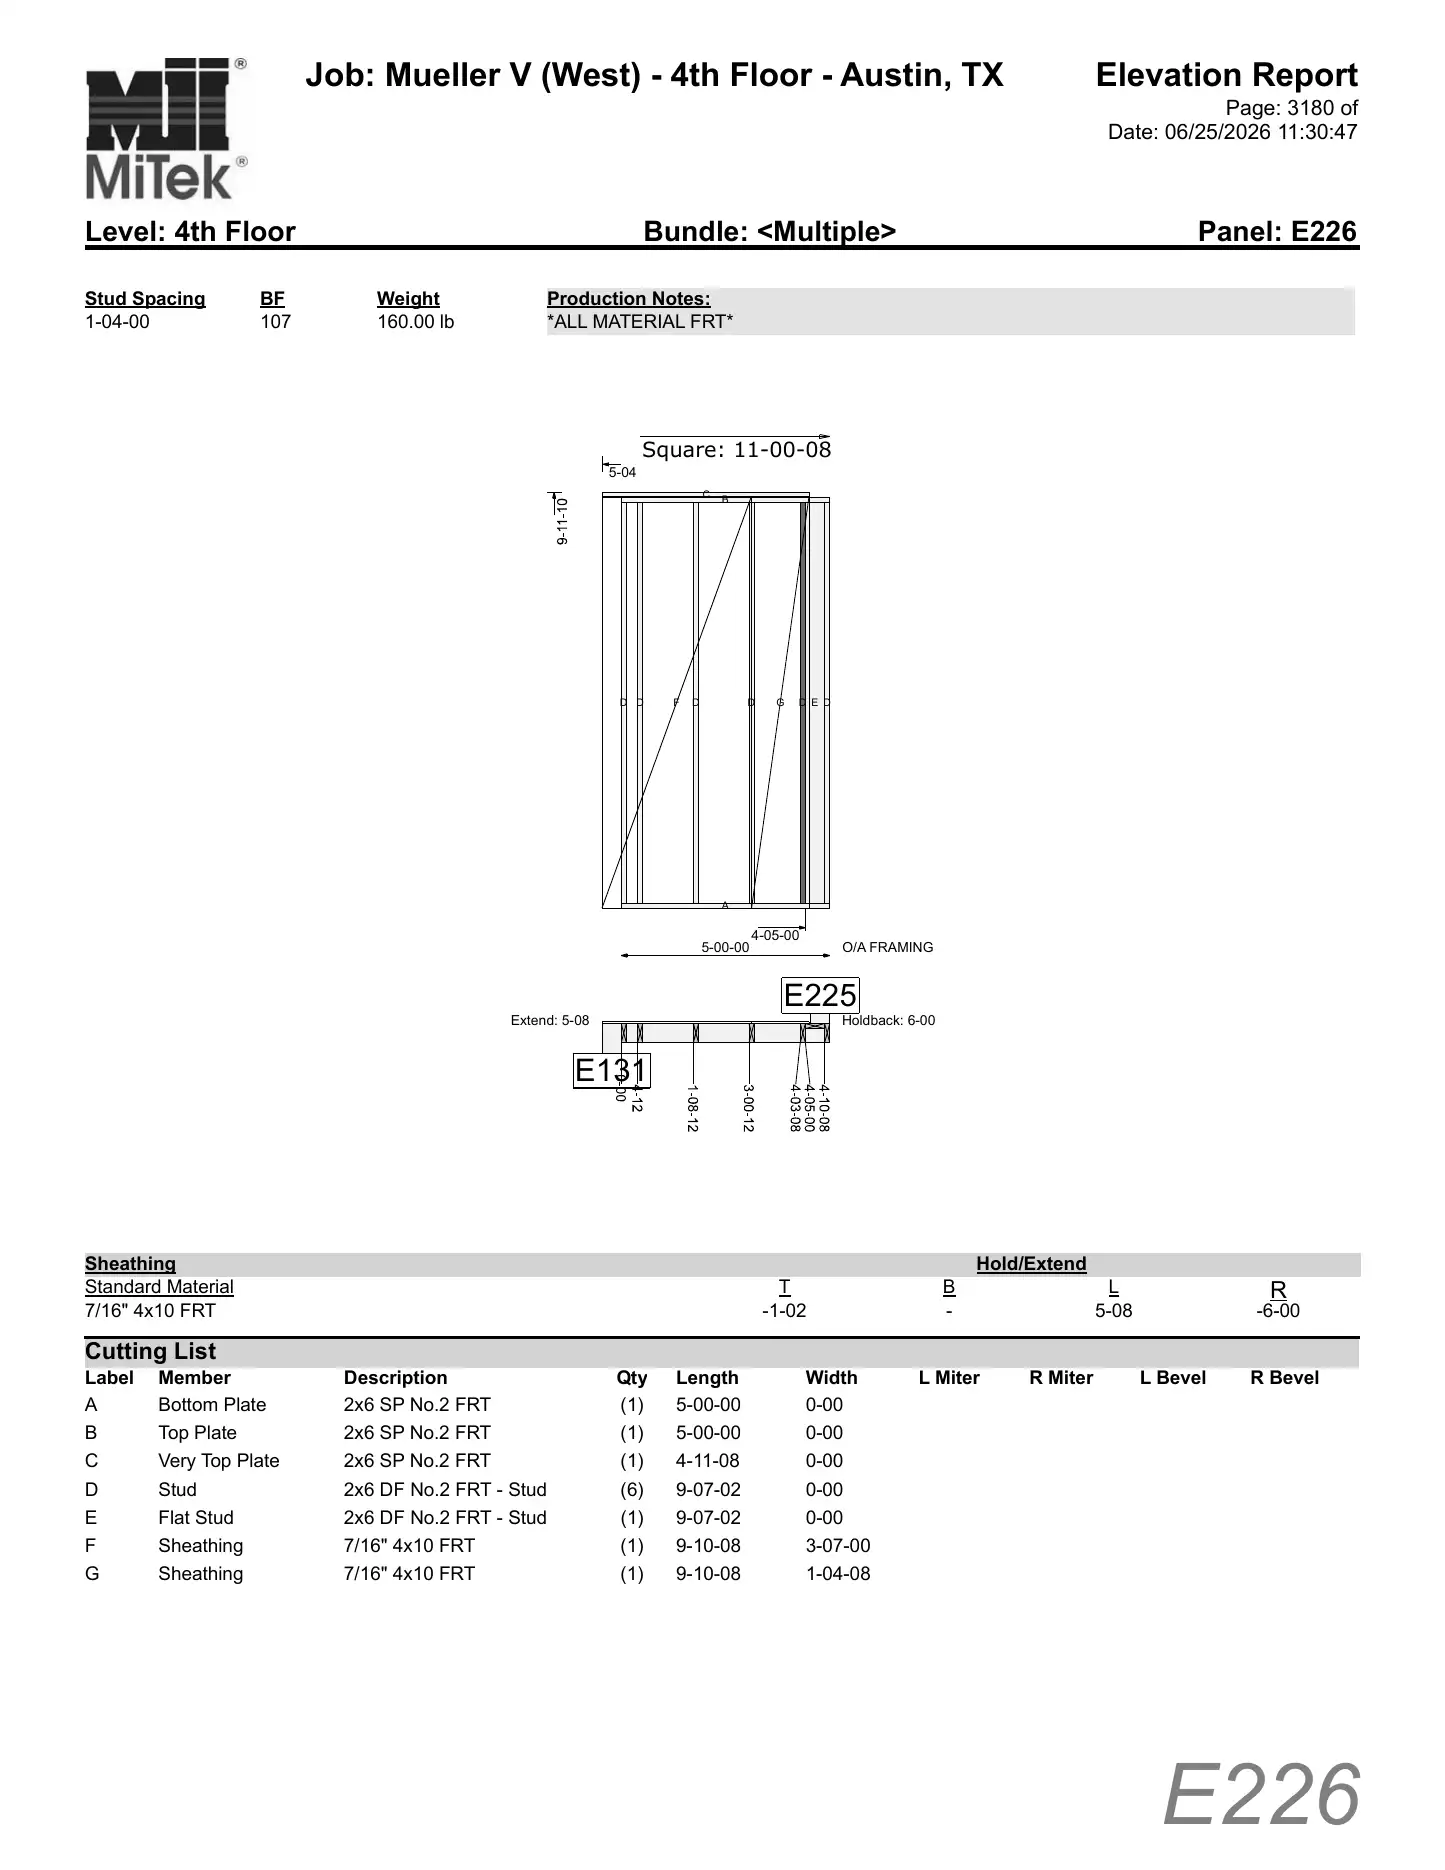 Job: Mueller V (West) - 4th Floor - Austin, TX
Elevation Report
Page: 3180 of
Date: 06/25/2026 11:30:47
MiTek®
Level: 4th Floor Bundle: <Multiple> Panel: E226
Stud Spacing BF Weight Production Notes:
1-04-00 107 160.00 lb *ALL MATERIAL FRT*
Square: 11-00-08
5-04
9-11-10
C
B
D D F D D G D E D
A
4-05-00
5-00-00 O/A FRAMING
E225
Extend: 5-08 Holdback: 6-00
E131
4-12 1-08-12 3-00-12 4-03-08 4-05-00 4-10-08
Sheathing Hold/Extend
Standard Material T B L R
7/16" 4x10 FRT -1-02 - 5-08 -6-00
Cutting List
Label Member Description Qty Length Width L Miter R Miter L Bevel R Bevel
A Bottom Plate 2x6 SP No.2 FRT (1) 5-00-00 0-00
B Top Plate 2x6 SP No.2 FRT (1) 5-00-00 0-00
C Very Top Plate 2x6 SP No.2 FRT (1) 4-11-08 0-00
D Stud 2x6 DF No.2 FRT - Stud (6) 9-07-02 0-00
E Flat Stud 2x6 DF No.2 FRT - Stud (1) 9-07-02 0-00
F Sheathing 7/16" 4x10 FRT (1) 9-10-08 3-07-00
G Sheathing 7/16" 4x10 FRT (1) 9-10-08 1-04-08
E226